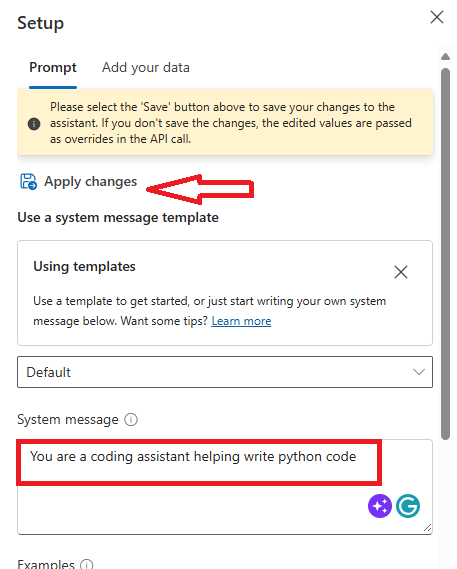 Setup
Prompt
Add your data
Please select the 'Save' button above to save your changes to the
assistant. If you don't save the changes, the edited values are passed
as overrides in the API call.
Apply changes
Use a system message template
Using templates
Use a template to get started, or just start writing your own system
message below. Want some tips? Learn more
Default
System message
You are a coding assistant helping write python code
Examples